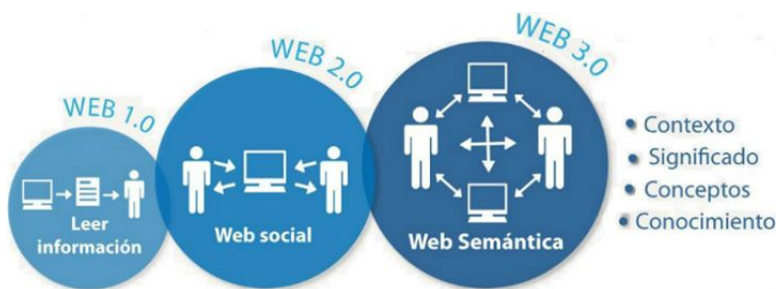 WEB 1.0
Leer
información
WEB 2.0
Web social
WEB 3.0
Web Semántica
• Contexto
• Significado
• Conceptos
• Conocimiento